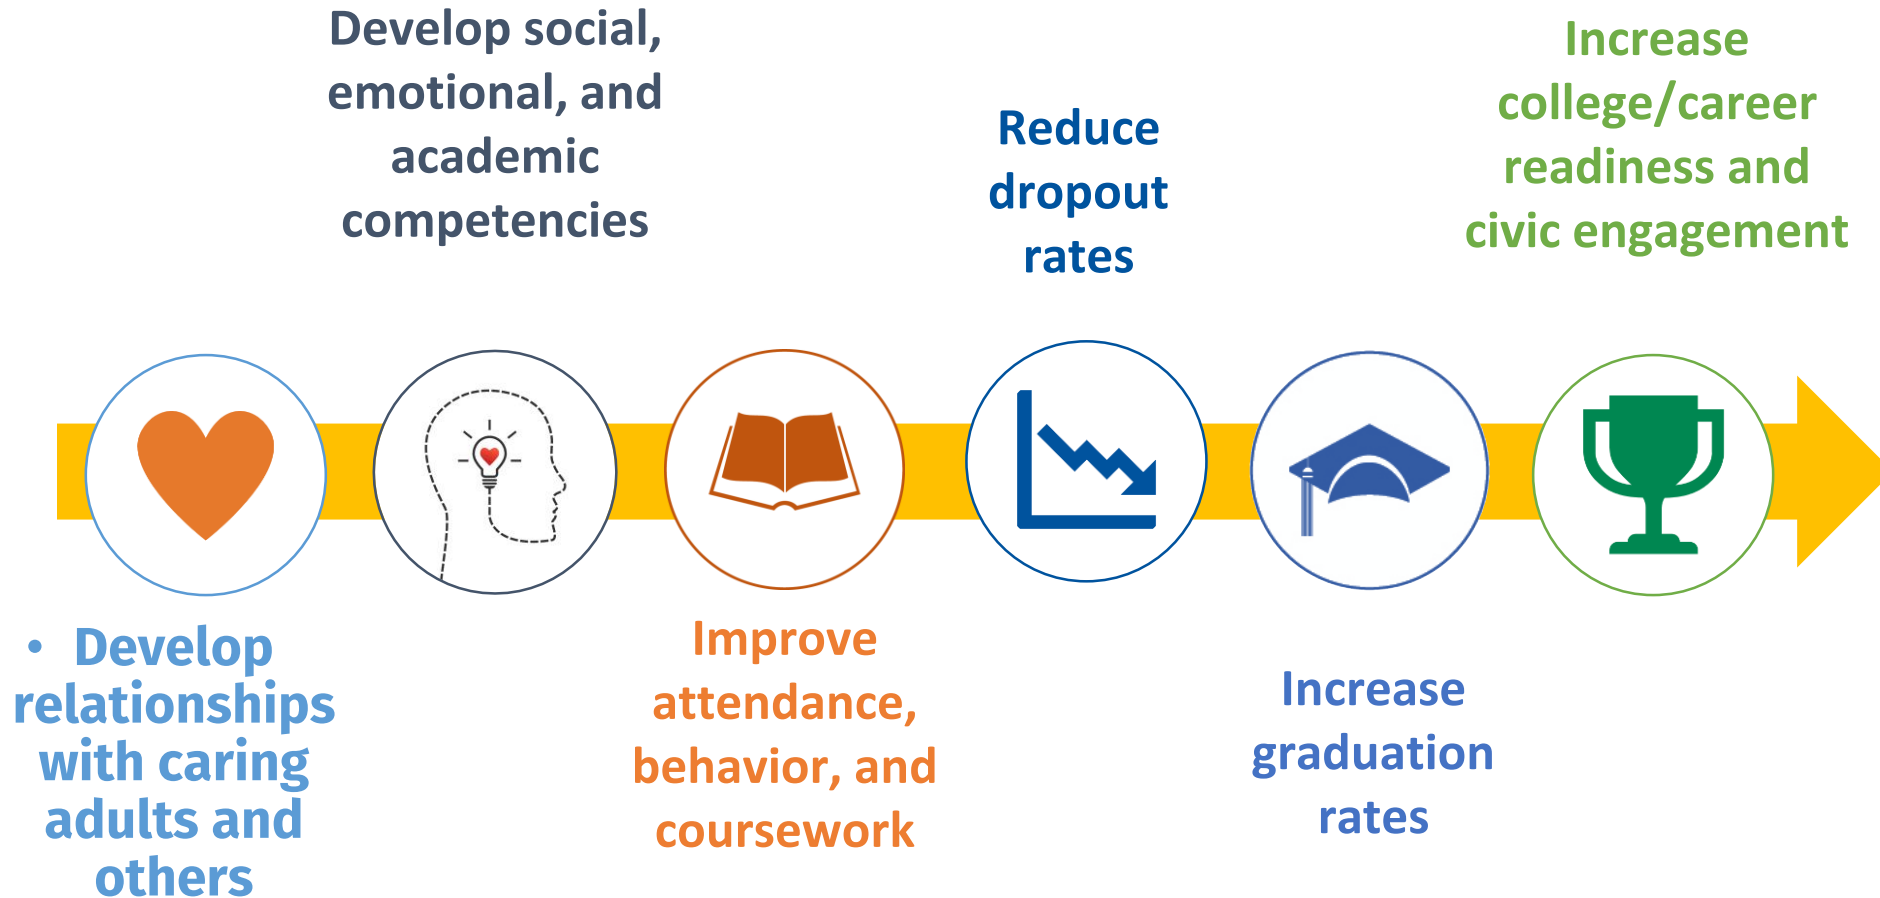 • Develop
relationships
with caring
adults and
others
Develop social,
emotional, and
academic
competencies
Improve
attendance,
behavior, and
coursework
Reduce
dropout
rates
Increase
graduation
rates
Increase
college/career
readiness and
civic engagement